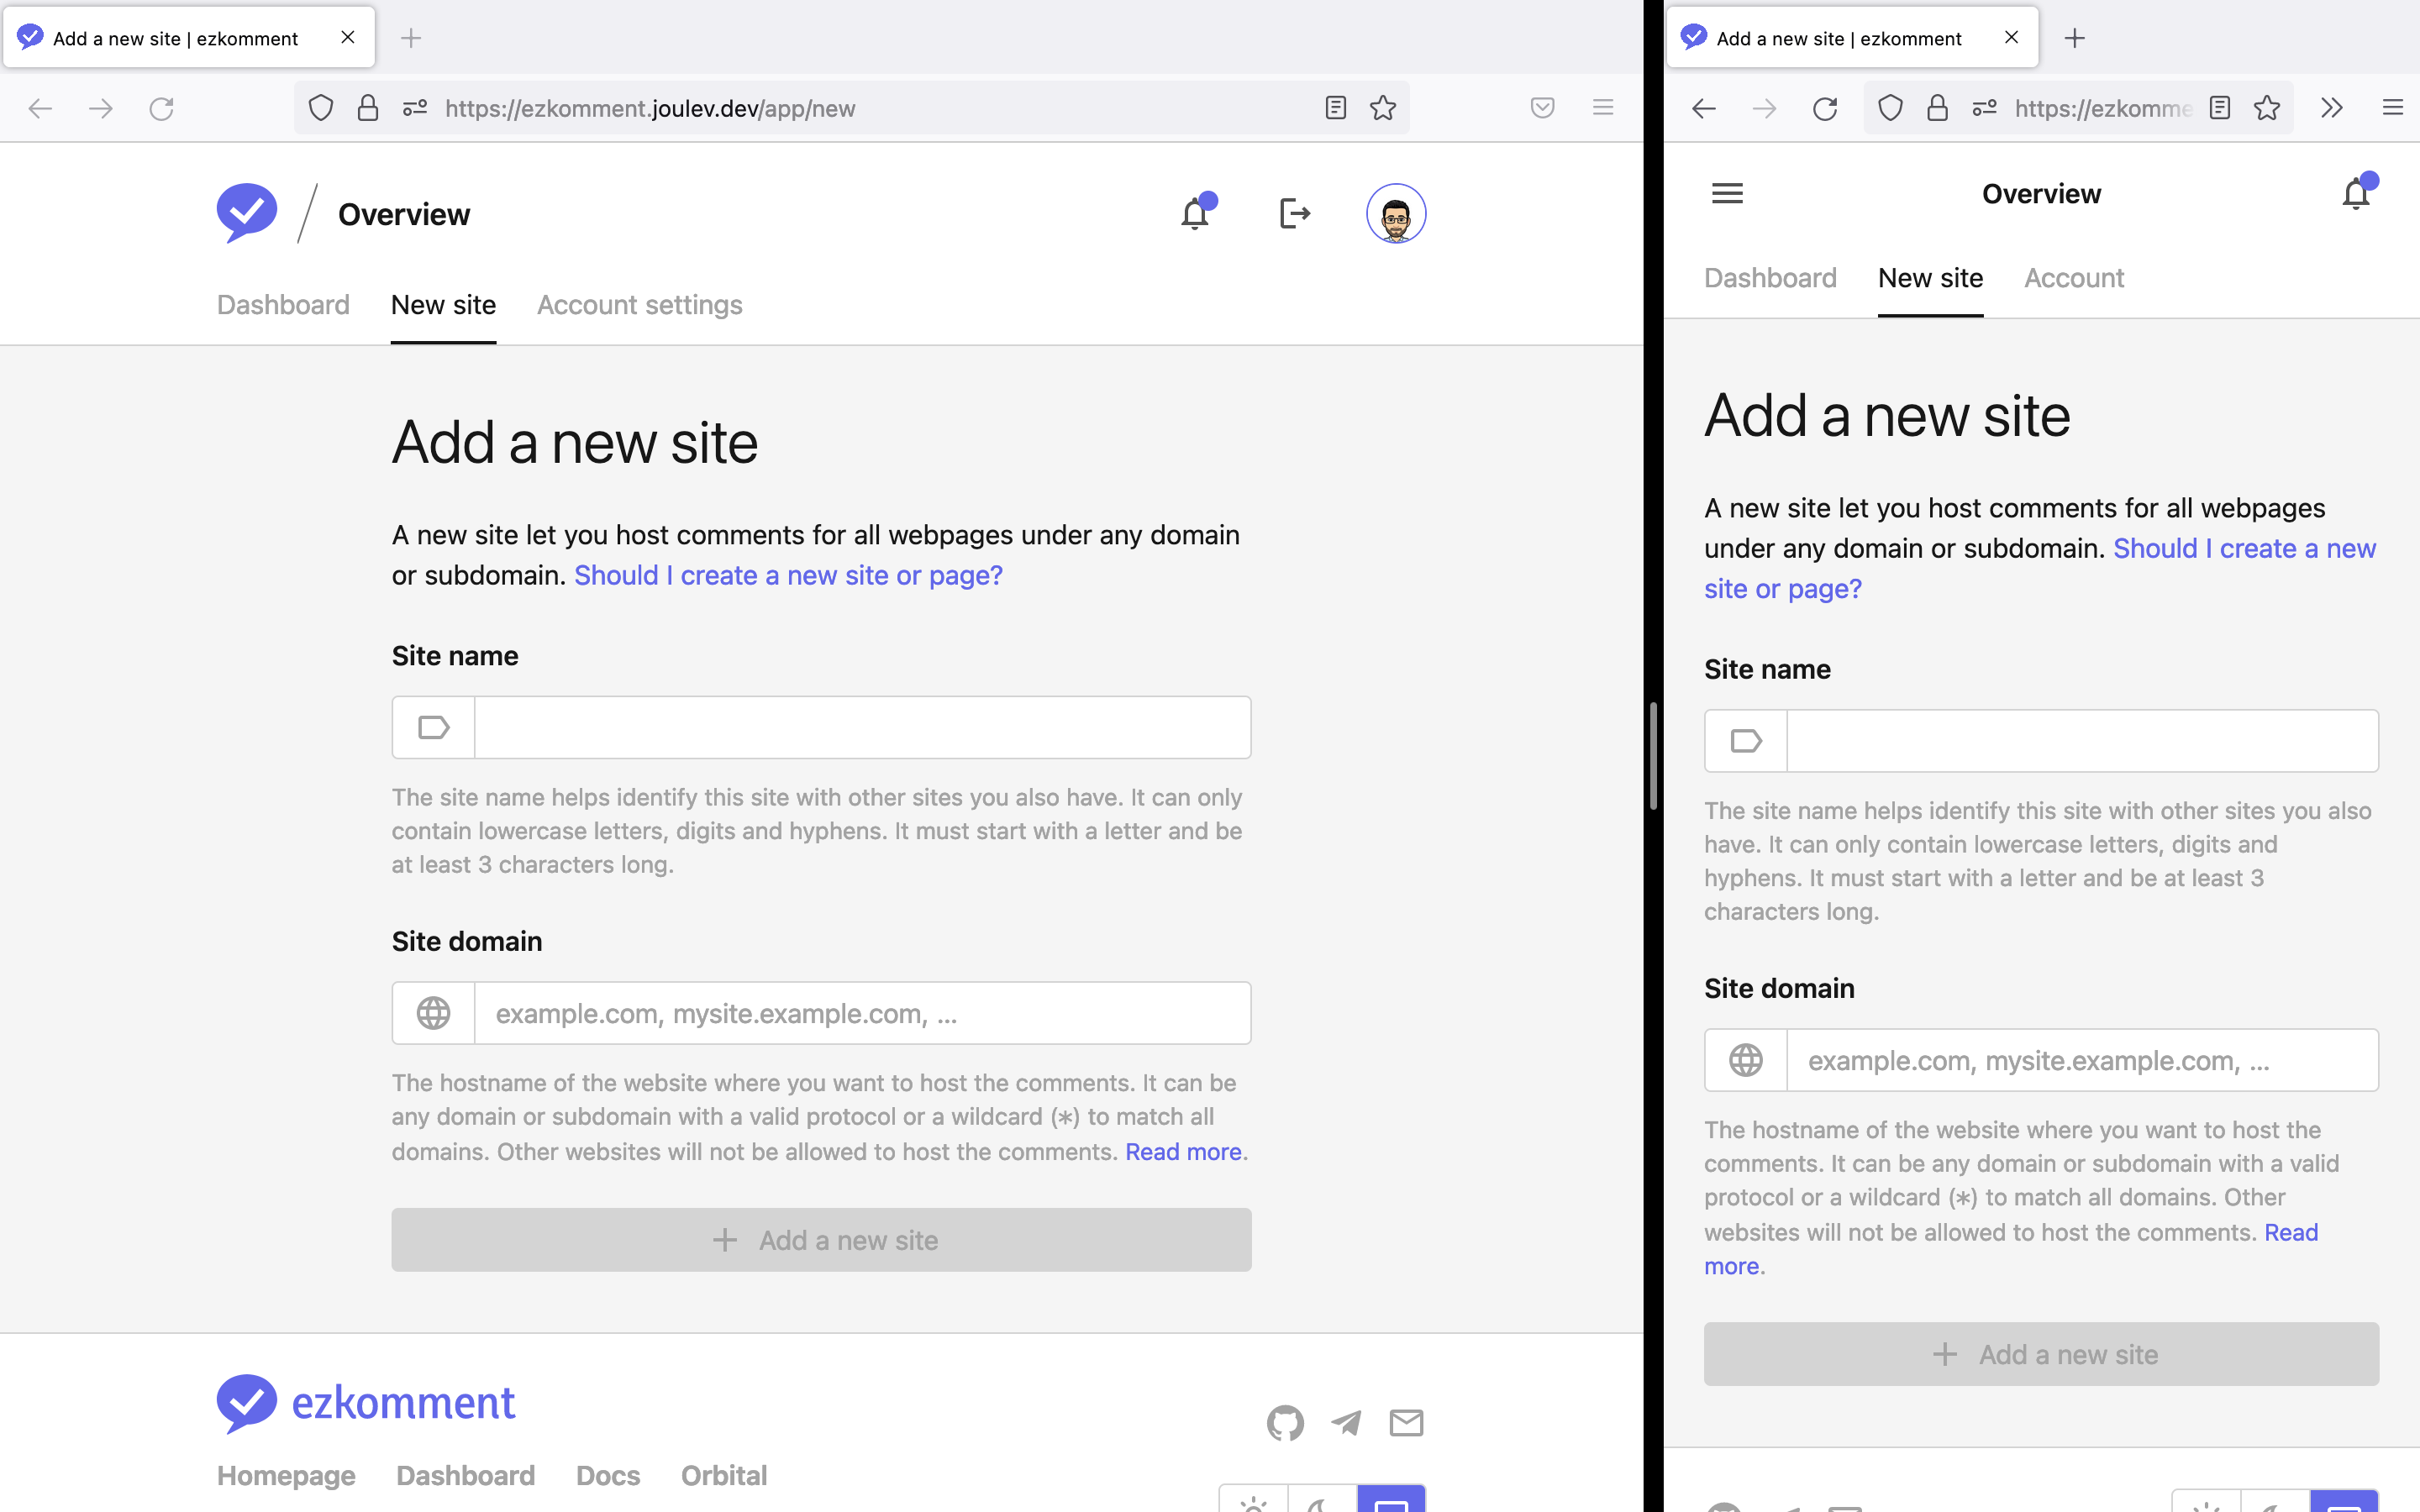 Add a new site | ezkomment
https://ezkomment.joulev.dev/app/new
Overview
Dashboard New site Account settings
Add a new site
A new site let you host comments for all webpages under any domain
or subdomain. Should I create a new site or page?
Site name
The site name helps identify this site with other sites you also have. It can only
contain lowercase letters, digits and hyphens. It must start with a letter and be
at least 3 characters long.
Site domain
example.com, mysite.example.com, ...
The hostname of the website where you want to host the comments. It can be
any domain or subdomain with a valid protocol or a wildcard (*) to match all
domains. Other websites will not be allowed to host the comments. Read more.
Add a new site
ezkomment
Homepage Dashboard Docs Orbital
Add a new site | ezkomment
https://ezkomme
Overview
Dashboard New site Account
Add a new site
A new site let you host comments for all webpages
under any domain or subdomain. Should I create a new
site or page?
Site name
The site name helps identify this site with other sites you also
have. It can only contain lowercase letters, digits and
hyphens. It must start with a letter and be at least 3
characters long.
Site domain
example.com, mysite.example.com, ...
The hostname of the website where you want to host the
comments. It can be any domain or subdomain with a valid
protocol or a wildcard (*) to match all domains. Other
websites will not be allowed to host the comments. Read
more.
Add a new site